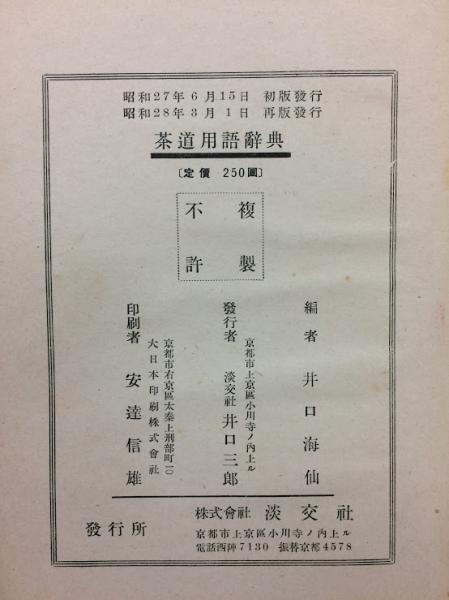 昭和27年6月15日 初版發行
昭和28年3月1日 再版發行
茶道用語辭典
〔定價 250圓〕
複製
不許
編者 井口海仙
京都市上京區小川寺ノ內上ル
發行者 淡交社 井口三郎
京都市右京區太秦上刑部町一〇
大日本印刷株式會社
印刷者 安達信雄
發行所 株式會社 淡交社
京都市上京區小川寺ノ內上ル
電話西陣7130 振替京都4578